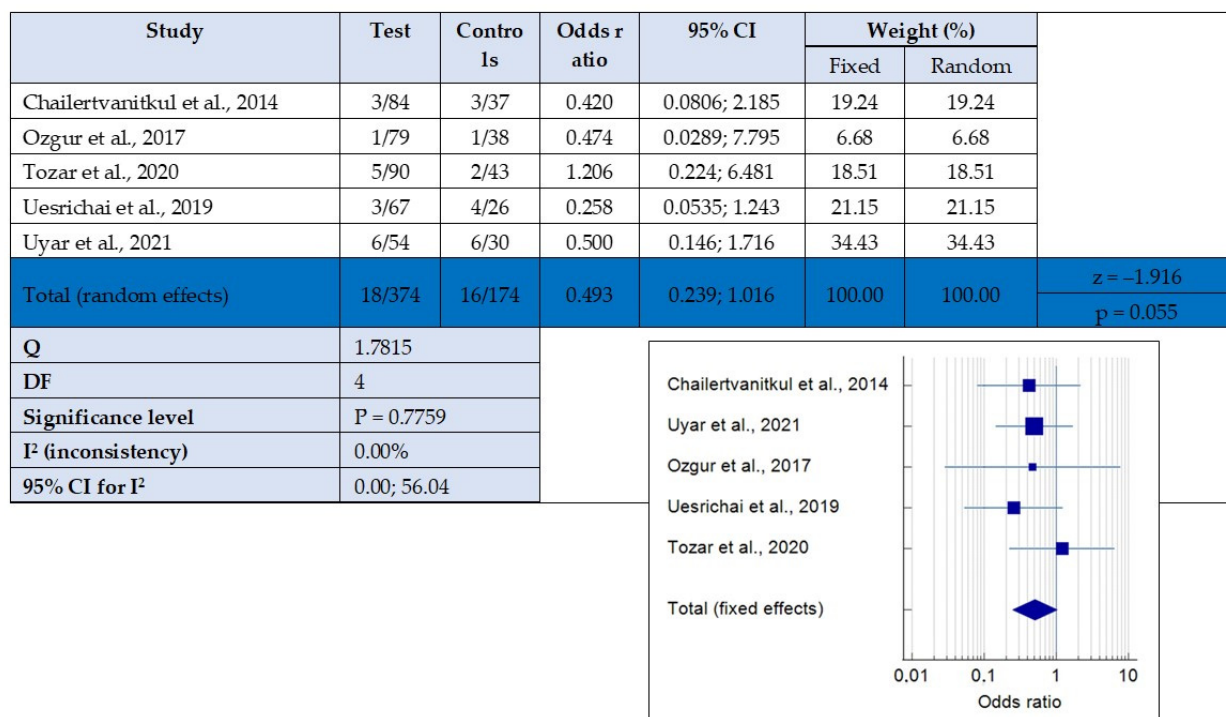 Study Test Contro Odds r 95% CI Weight (%)
ls atio Fixed Random
Chailertvanitkul et al., 2014 3/84 3/37 0.420 0.0806; 2.185 19.24 19.24
Ozgur et al., 2017 1/79 1/38 0.474 0.0289; 7.795 6.68 6.68
Tozar et al., 2020 5/90 2/43 1.206 0.224; 6.481 18.51 18.51
Uesrichai et al., 2019 3/67 4/26 0.258 0.0535; 1.243 21.15 21.15
Uyar et al., 2021 6/54 6/30 0.500 0.146; 1.716 34.43 34.43
Total (random effects) 18/374 16/174 0.493 0.239; 1.016 100.00 100.00 z = –1.916
p = 0.055
Q 1.7815
DF 4
Significance level P = 0.7759
I² (inconsistency) 0.00%
95% CI for I² 0.00; 56.04
Chailertvanitkul et al., 2014
Uyar et al., 2021
Ozgur et al., 2017
Uesrichai et al., 2019
Tozar et al., 2020
Total (fixed effects)
0.01 0.1 1 10
Odds ratio